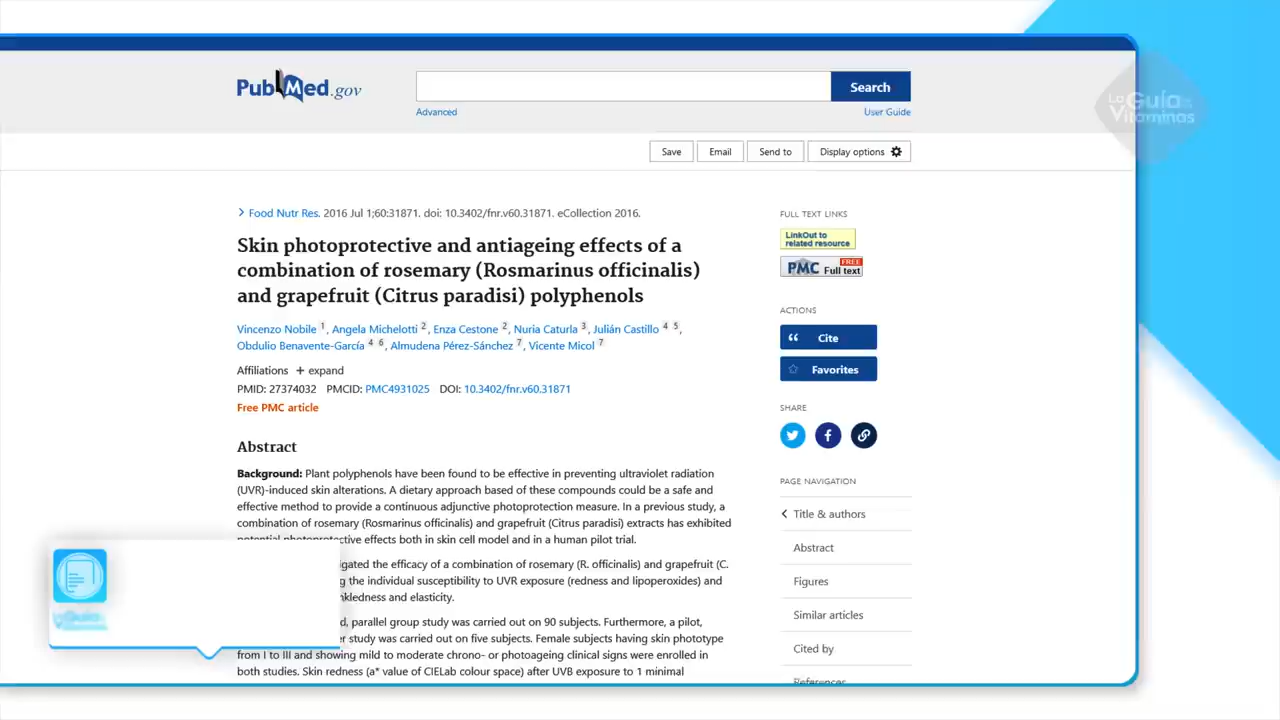 PubMed.gov
Search
Advanced
User Guide
La Guía de las
Vitaminas
Save
Email
Send to
Display options
Food Nutr Res. 2016 Jul 1;60:31871. doi: 10.3402/fnr.v60.31871. eCollection 2016.
Skin photoprotective and antiageing effects of a
combination of rosemary (Rosmarinus officinalis)
and grapefruit (Citrus paradisi) polyphenols
Vincenzo Nobile 1, Angela Michelotti 2, Enza Cestone 2, Nuria Caturla 3, Julián Castillo 4 5,
Obdulio Benavente-García 4 6, Almudena Pérez-Sánchez 7, Vicente Micol 7
Affiliations + expand
PMID: 27374032 PMCID: PMC4931025 DOI: 10.3402/fnr.v60.31871
Free PMC article
Abstract
Background: Plant polyphenols have been found to be effective in preventing ultraviolet radiation
(UVR)-induced skin alterations. A dietary approach based of these compounds could be a safe and
effective method to provide a continuous adjunctive photoprotection measure. In a previous study, a
combination of rosemary (Rosmarinus officinalis) and grapefruit (Citrus paradisi) extracts has exhibited
potential photoprotective effects both in skin cell model and in a human pilot trial.
igated the efficacy of a combination of rosemary (R. officinalis) and grapefruit (C.
g the individual susceptibility to UVR exposure (redness and lipoperoxides) and
nkledness and elasticity.
d, parallel group study was carried out on 90 subjects. Furthermore, a pilot,
er study was carried out on five subjects. Female subjects having skin phototype
from I to III and showing mild to moderate chrono- or photoageing clinical signs were enrolled in
both studies. Skin redness (a* value of CIELab colour space) after UVB exposure to 1 minimal
FULL TEXT LINKS
LinkOut to
related resource
PMC FREE Full text
ACTIONS
Cite
Favorites
SHARE
PAGE NAVIGATION
Title & authors
Abstract
Figures
Similar articles
Cited by
References